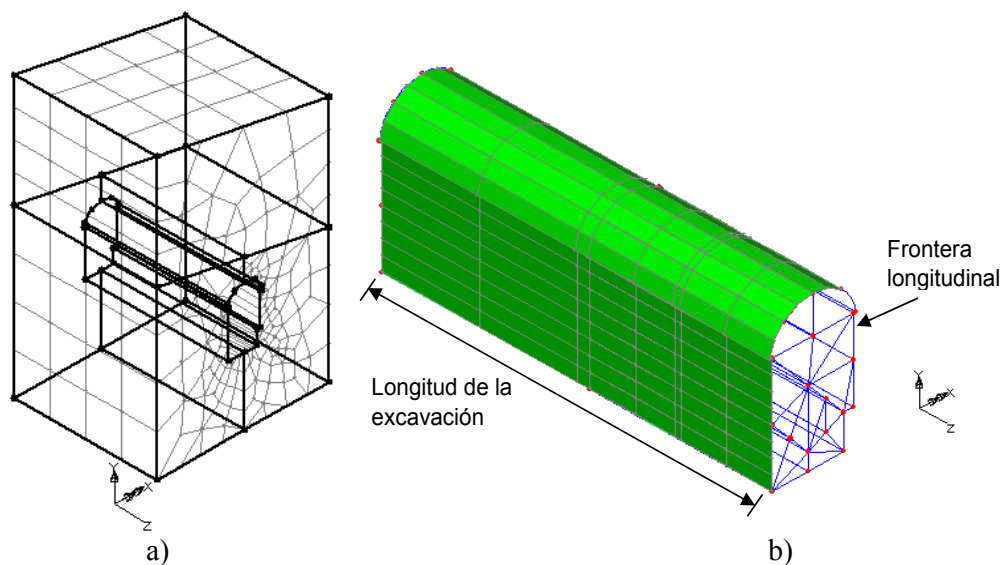 Frontera
longitudinal
Longitud de la
excavación
Y
X
Z
Y
X
Z
a)
b)